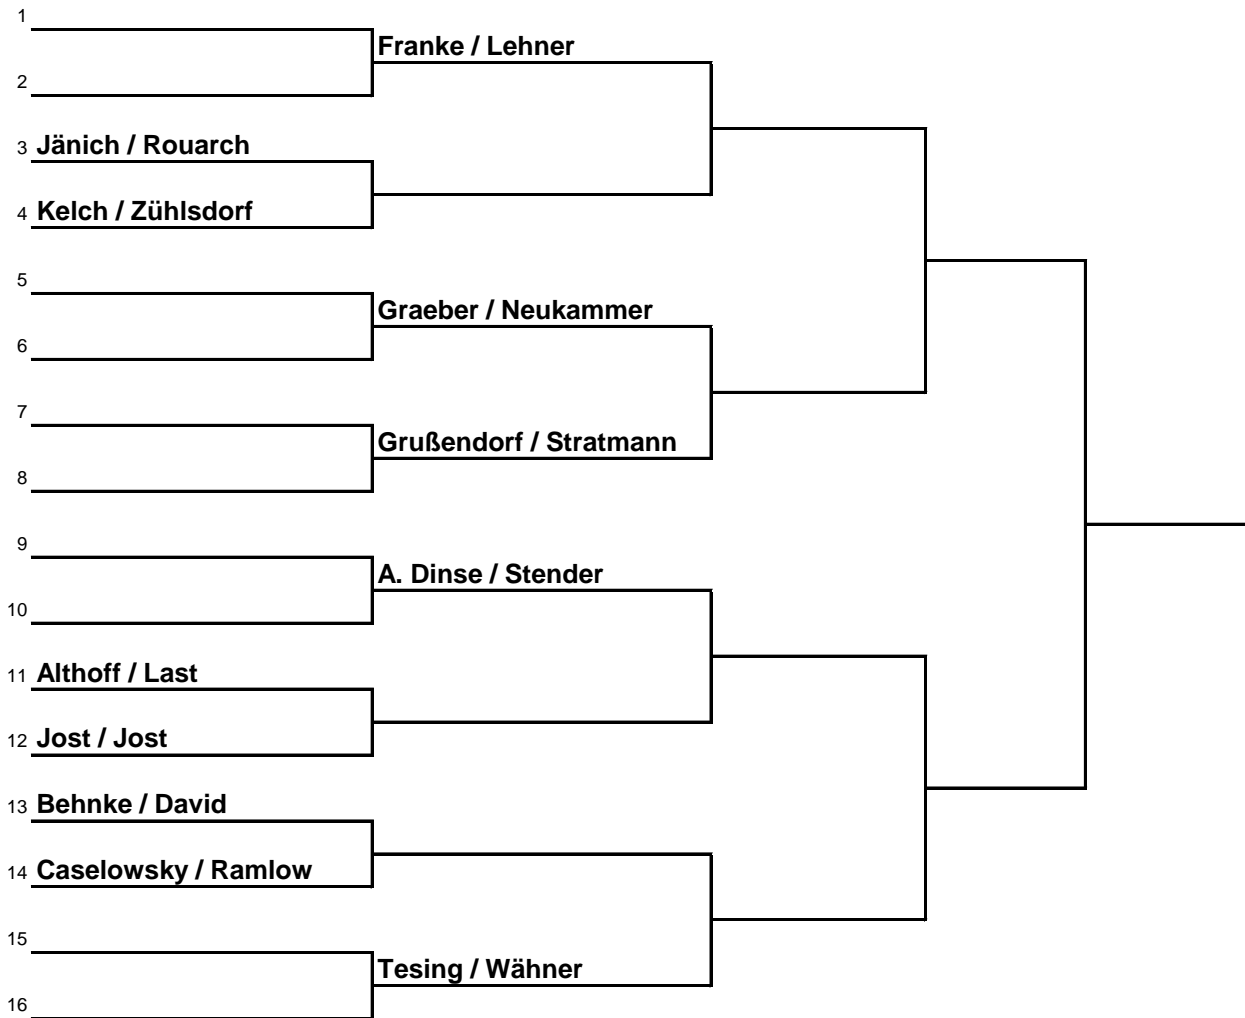 1
Franke / Lehner
2
3 Jänich / Rouarch
4 Kelch / Zühlsdorf
5
Graeber / Neukammer
6
7
Grußendorf / Stratmann
8
9
A. Dinse / Stender
10
11 Althoff / Last
12 Jost / Jost
13 Behnke / David
14 Caselowsky / Ramlow
15
Tesing / Wähner
16